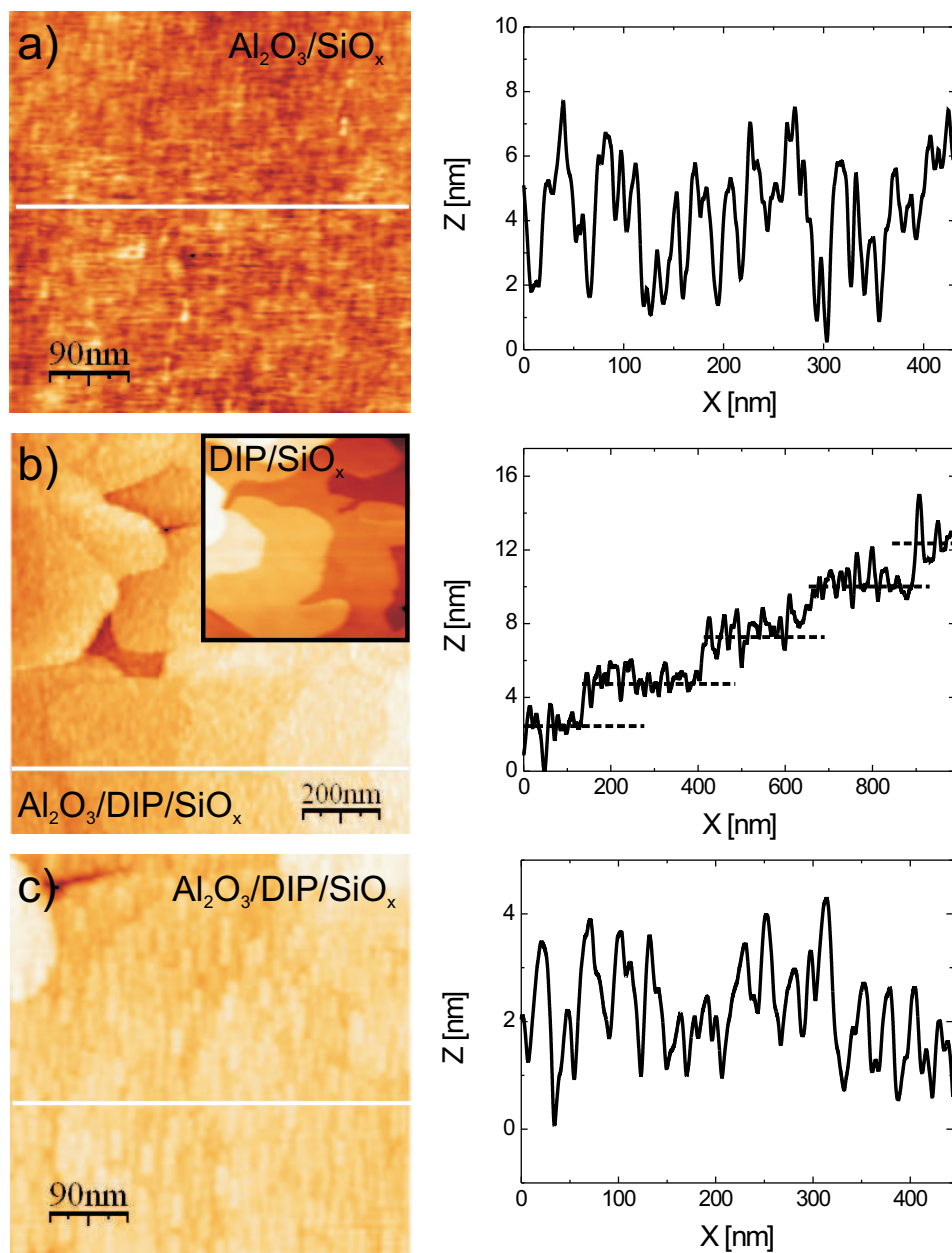 a)
Al₂O₃/SiOₓ
90nm
10
8
6
4
2
0
Z [nm]
0 100 200 300 400
X [nm]
b)
DIP/SiOₓ
Al₂O₃/DIP/SiOₓ
200nm
16
12
8
4
0
Z [nm]
0 200 400 600 800
X [nm]
c)
Al₂O₃/DIP/SiOₓ
90nm
4
2
0
Z [nm]
0 100 200 300 400
X [nm]